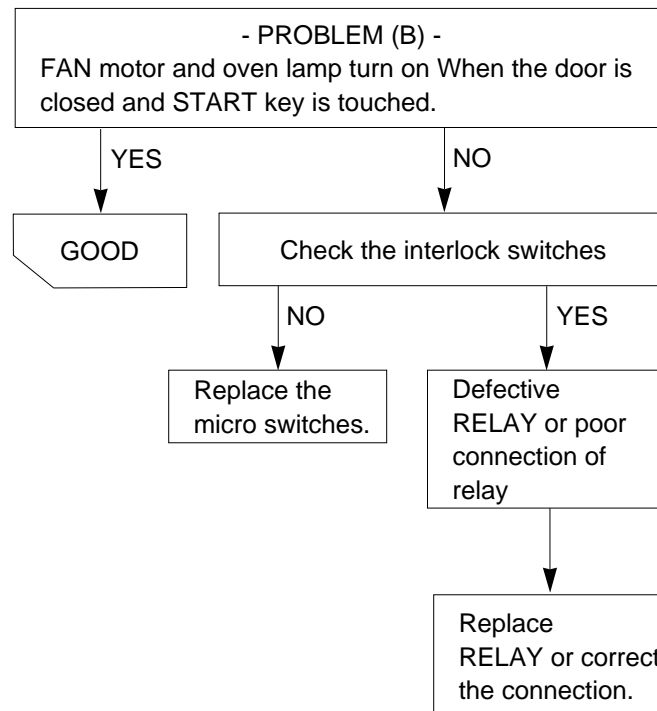 - PROBLEM (B) -
FAN motor and oven lamp turn on When the door is
closed and START key is touched.
YES
NO
GOOD
Check the interlock switches
NO
YES
Replace the
micro switches.
Defective
RELAY or poor
connection of
relay
Replace
RELAY or correct
the connection.